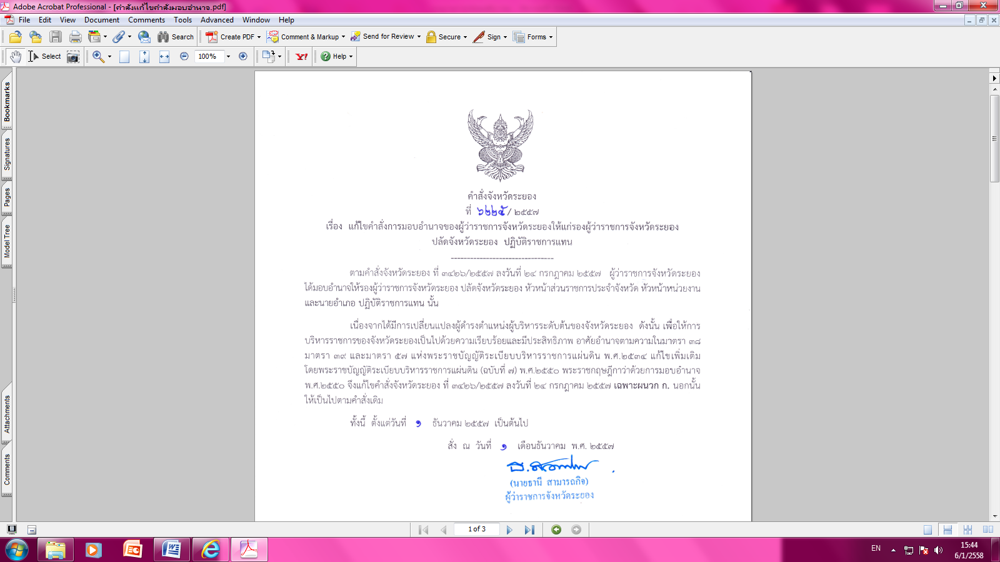 Adobe Acrobat Professional - [คำสั่งแก้ไขคำสั่งมอบอำนาจ.pdf]
File Edit View Document Comments Tools Advanced Window Help
Search Create PDF Comment & Markup Send for Review Secure Sign Forms
Select 100% Y! Help
Bookmarks
Signatures
Pages
Model Tree
Attachments
Comments
คำสั่งจังหวัดระยอง
ที่ ๖๒๒๕/ ๒๕๕๗
เรื่อง แก้ไขคำสั่งการมอบอำนาจของผู้ว่าราชการจังหวัดระยองให้แก่รองผู้ว่าราชการจังหวัดระยอง
ปลัดจังหวัดระยอง ปฏิบัติราชการแทน
--------------------------------
ตามคำสั่งจังหวัดระยอง ที่ ๓๔๒๖/๒๕๕๗ ลงวันที่ ๒๔ กรกฎาคม ๒๕๕๗ ผู้ว่าราชการจังหวัดระยอง
ได้มอบอำนาจให้รองผู้ว่าราชการจังหวัดระยอง ปลัดจังหวัดระยอง หัวหน้าส่วนราชการประจำจังหวัด หัวหน้าหน่วยงาน
และนายอำเภอ ปฏิบัติราชการแทน นั้น
เนื่องจากได้มีการเปลี่ยนแปลงผู้ดำรงตำแหน่งผู้บริหารระดับต้นของจังหวัดระยอง ดังนั้น เพื่อให้การ
บริหารราชการของจังหวัดระยองเป็นไปด้วยความเรียบร้อยและมีประสิทธิภาพ อาศัยอำนาจตามความในมาตรา ๓๘
มาตรา ๓๙ และมาตรา ๕๗ แห่งพระราชบัญญัติระเบียบบริหารราชการแผ่นดิน พ.ศ.๒๕๓๔ แก้ไขเพิ่มเติม
โดยพระราชบัญญัติระเบียบบริหารราชการแผ่นดิน (ฉบับที่ ๗) พ.ศ.๒๕๕๐ พระราชกฤษฎีกาว่าด้วยการมอบอำนาจ
พ.ศ.๒๕๕๐ จึงแก้ไขคำสั่งจังหวัดระยอง ที่ ๓๔๒๖/๒๕๕๗ ลงวันที่ ๒๔ กรกฎาคม ๒๕๕๗ เฉพาะผนวก ก. นอกนั้น
ให้เป็นไปตามคำสั่งเดิม
ทั้งนี้ ตั้งแต่วันที่ ๑ ธันวาคม ๒๕๕๗ เป็นต้นไป
สั่ง ณ วันที่ ๑ เดือนธันวาคม พ.ศ. ๒๕๕๗
(นายธานี สามารถกิจ)
ผู้ว่าราชการจังหวัดระยอง
1 of 3
EN 15:44
6/1/2558